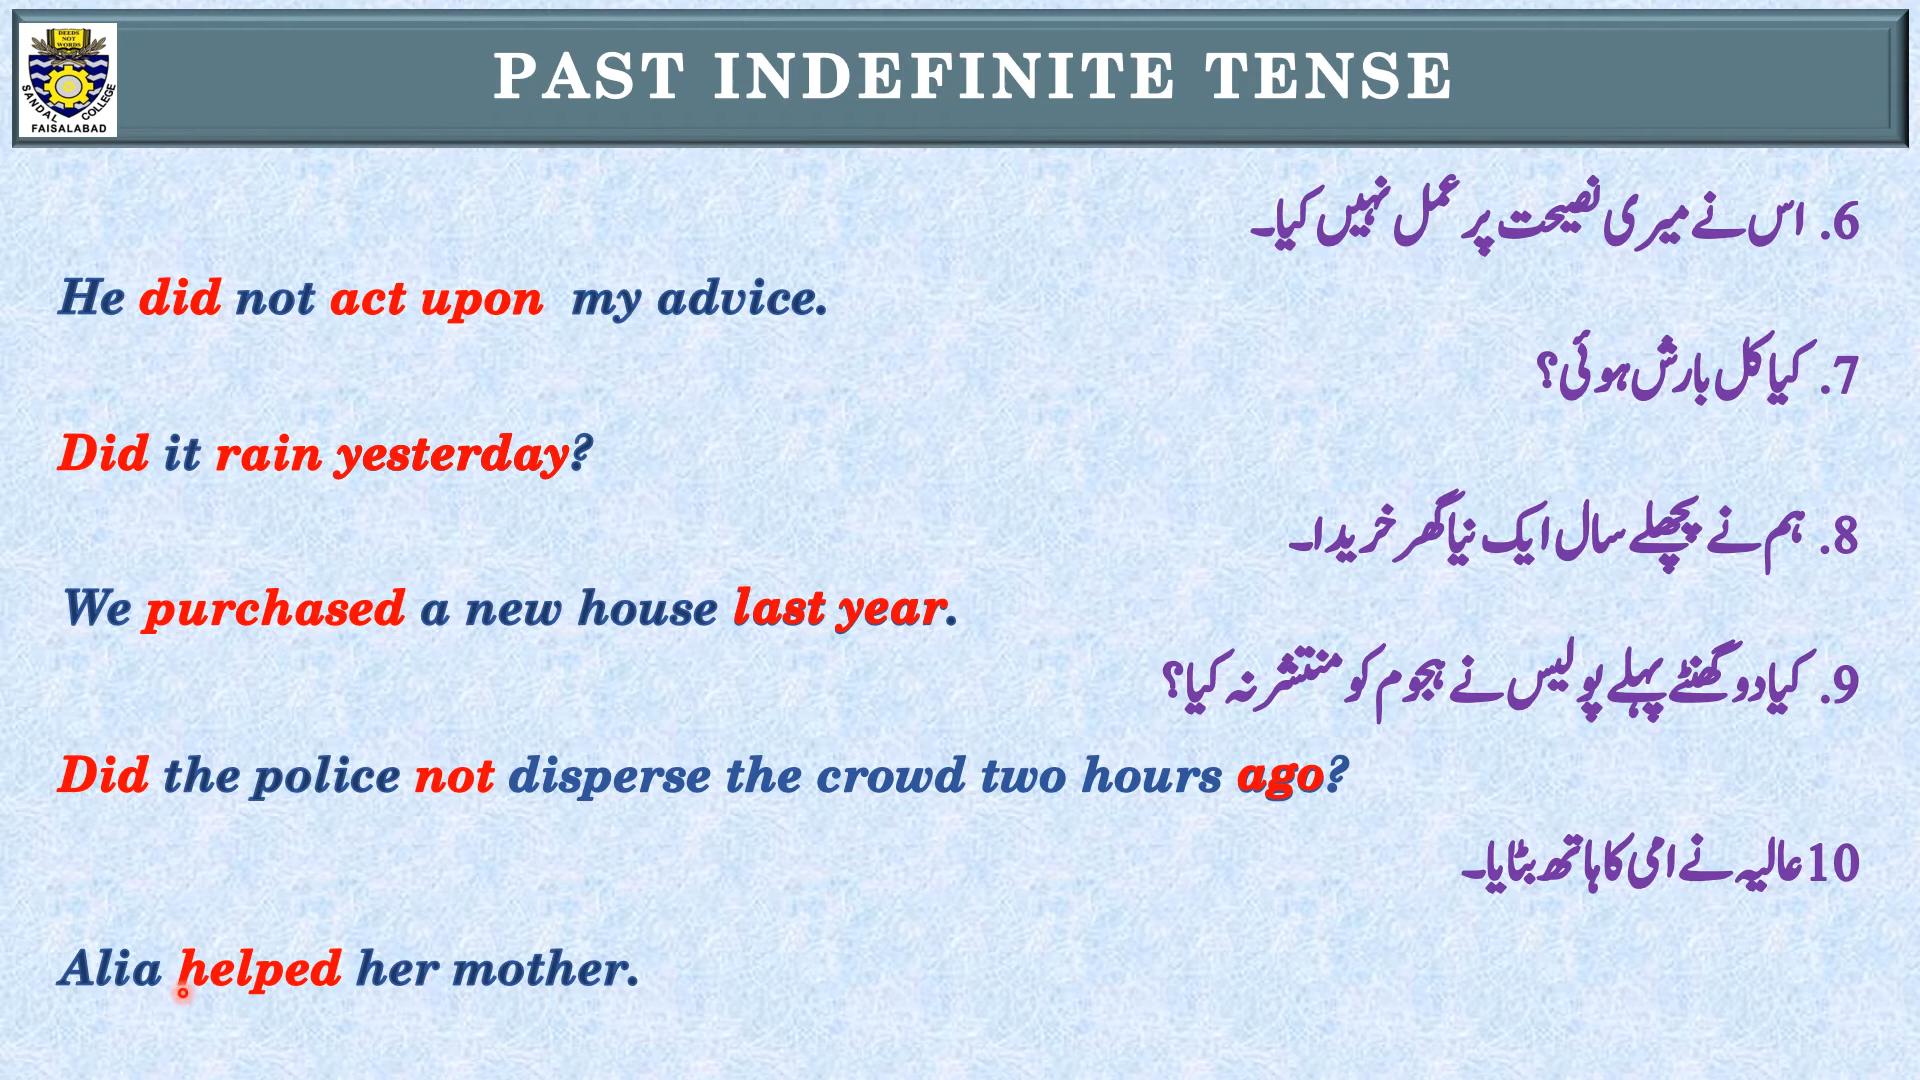 DEEDS
NOT
WORDS
SANDAL COLLEGE
FAISALABAD
PAST INDEFINITE TENSE
6. اس نے میری نصیحت پر عمل نہیں کیا۔
He did not act upon my advice.
7. کیا کل بارش ہوئی؟
Did it rain yesterday?
8. ہم نے پچھلے سال ایک نیا گھر خریدا۔
We purchased a new house last year.
9. کیا دو گھنٹے پہلے پولیس نے ہجوم کو منتشر نہ کیا؟
Did the police not disperse the crowd two hours ago?
10 عالیہ نے امی کا ہاتھ بٹایا۔
Alia helped her mother.